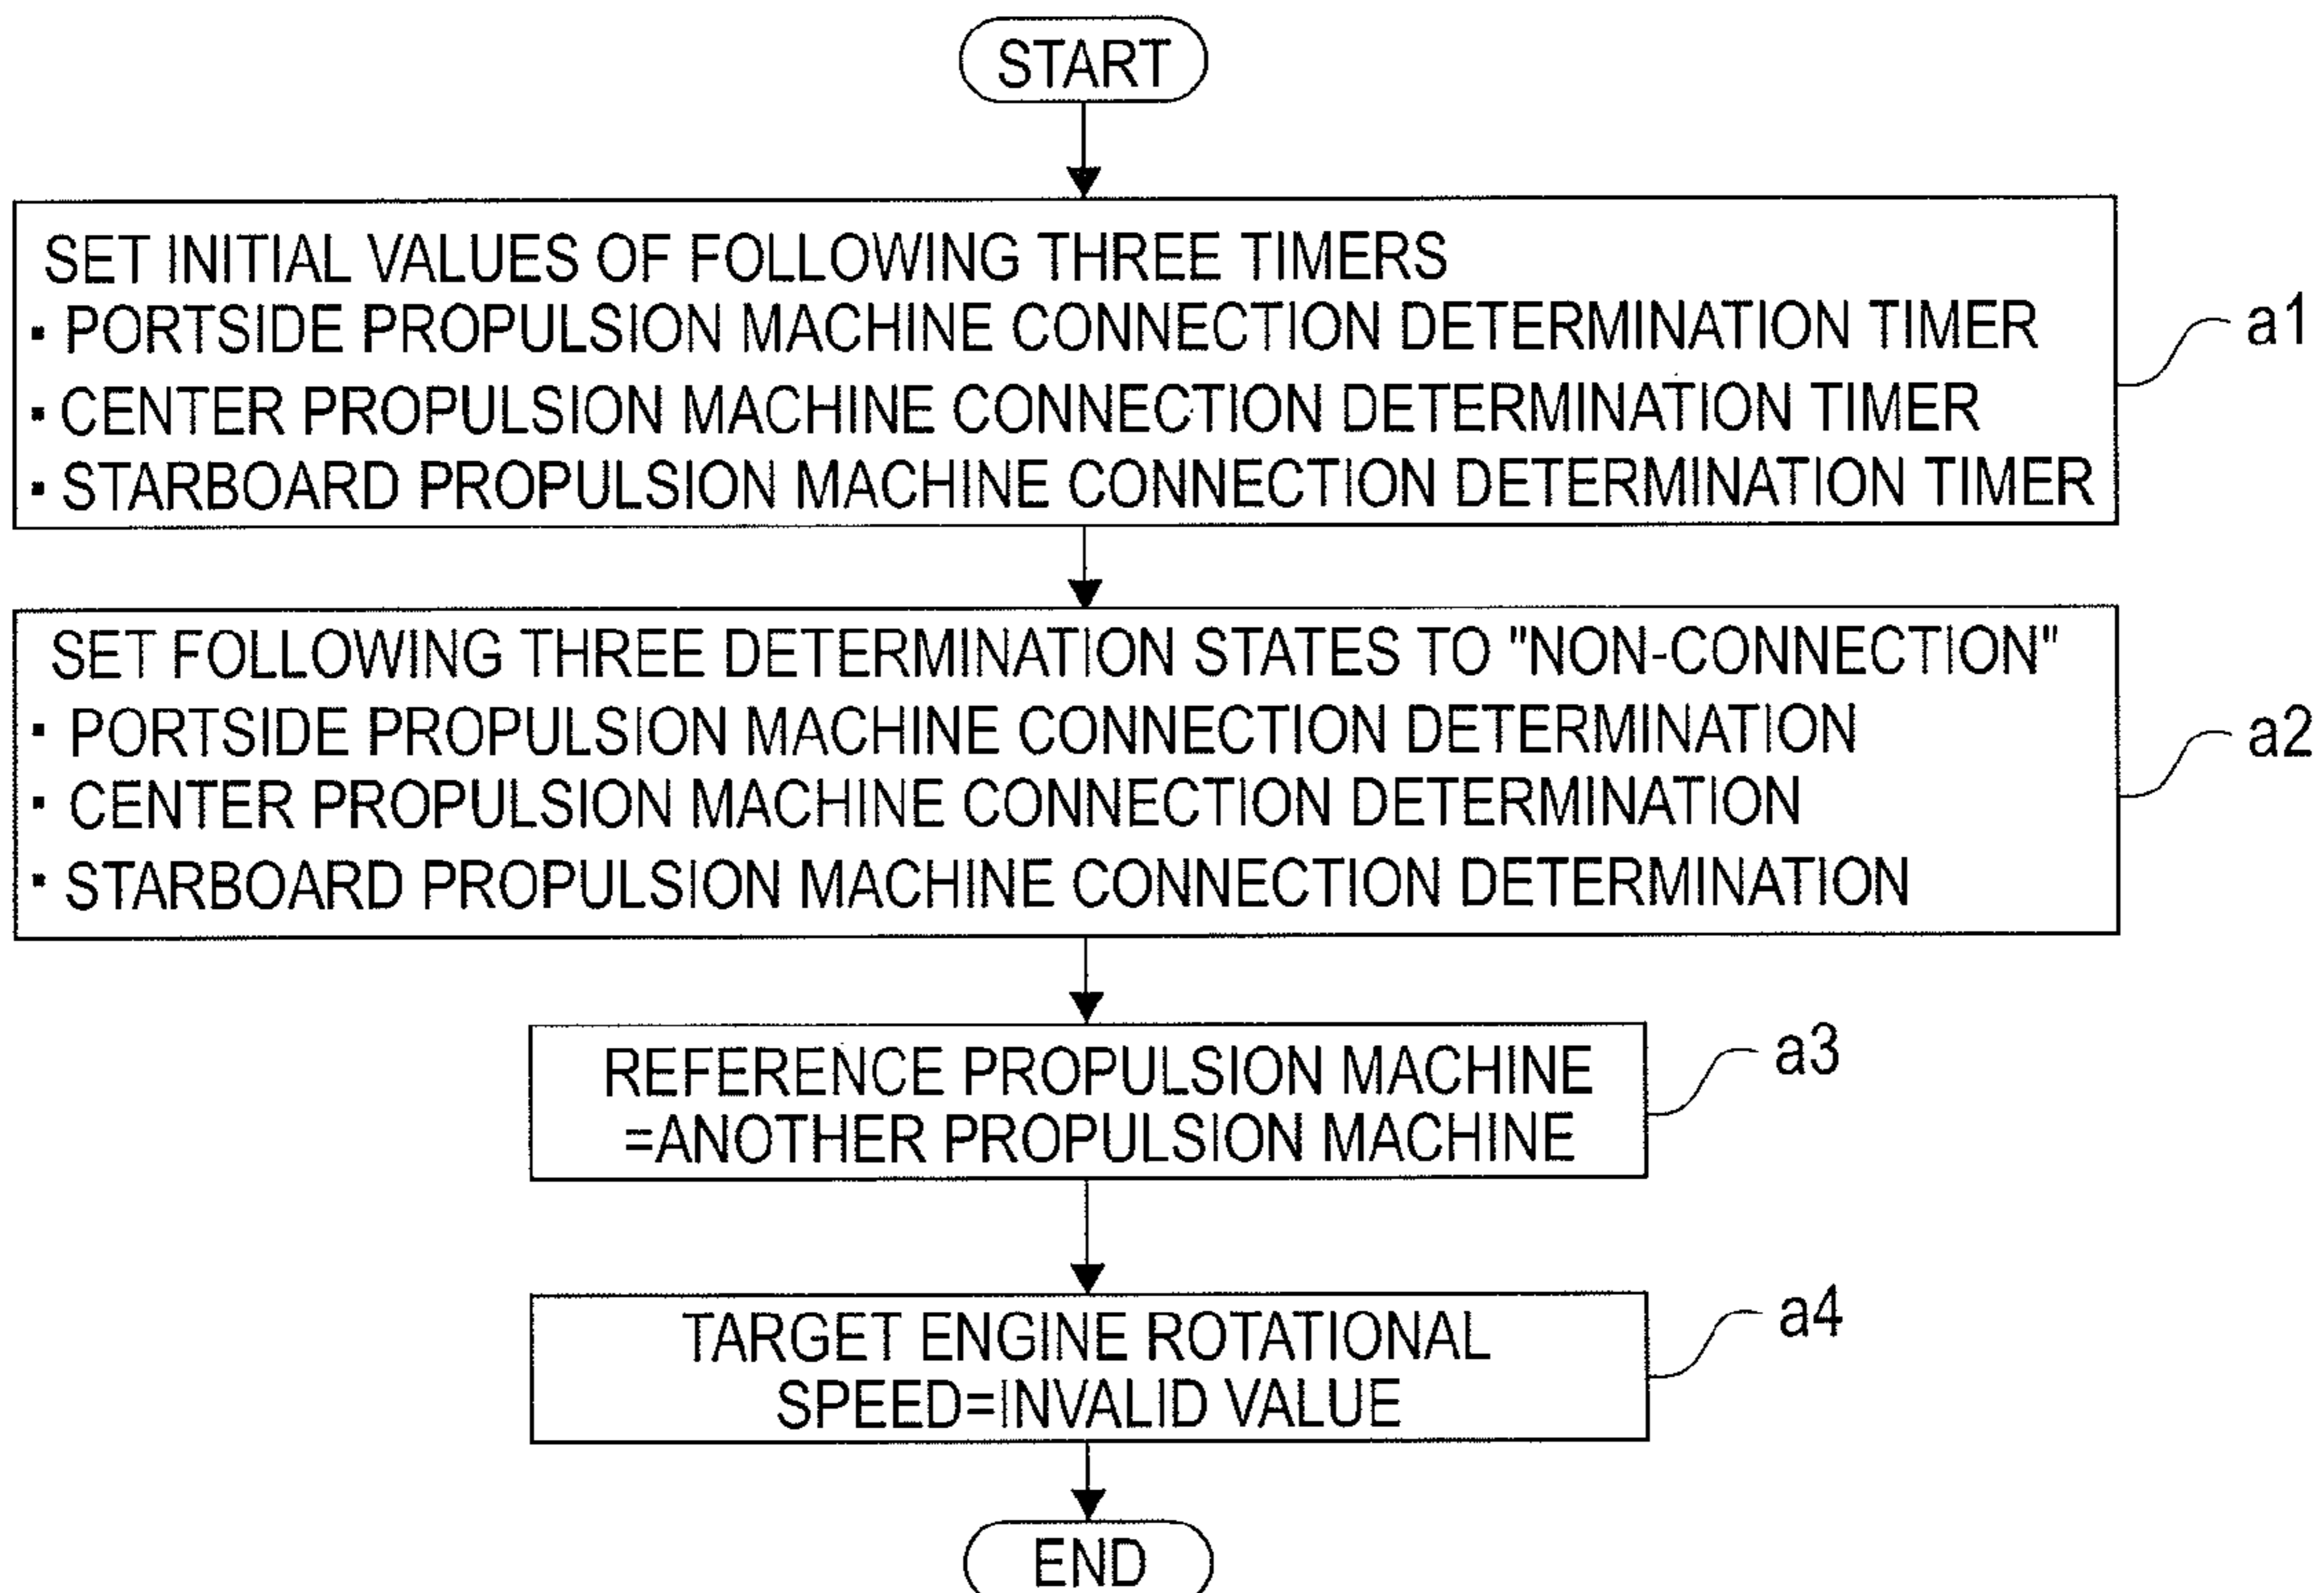 START
SET INITIAL VALUES OF FOLLOWING THREE TIMERS
▪ PORTSIDE PROPULSION MACHINE CONNECTION DETERMINATION TIMER
▪ CENTER PROPULSION MACHINE CONNECTION DETERMINATION TIMER
▪ STARBOARD PROPULSION MACHINE CONNECTION DETERMINATION TIMER
a1
SET FOLLOWING THREE DETERMINATION STATES TO "NON-CONNECTION"
▪ PORTSIDE PROPULSION MACHINE CONNECTION DETERMINATION
▪ CENTER PROPULSION MACHINE CONNECTION DETERMINATION
▪ STARBOARD PROPULSION MACHINE CONNECTION DETERMINATION
a2
REFERENCE PROPULSION MACHINE
=ANOTHER PROPULSION MACHINE
a3
TARGET ENGINE ROTATIONAL
SPEED=INVALID VALUE
a4
END